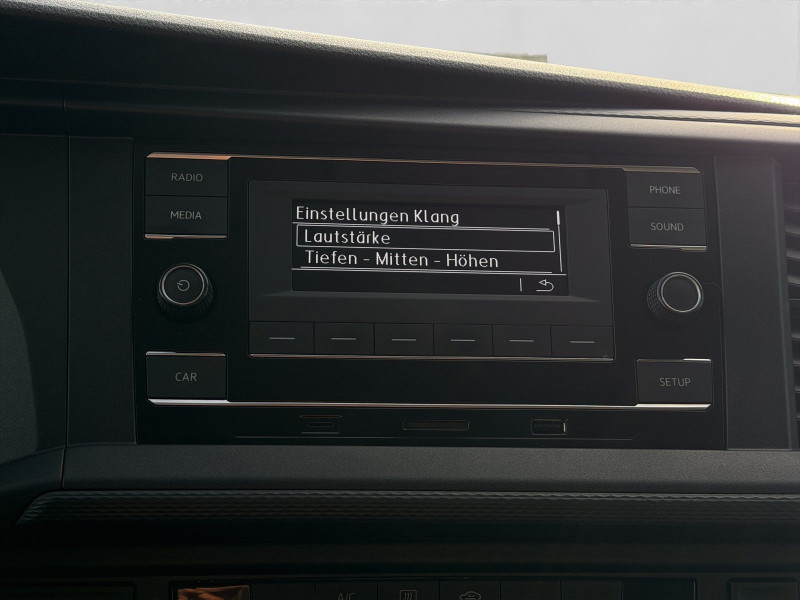 RADIO
MEDIA
PHONE
SOUND
Einstellungen Klang
Lautstärke
Tiefen - Mitten - Höhen
CAR
SETUP
A/C